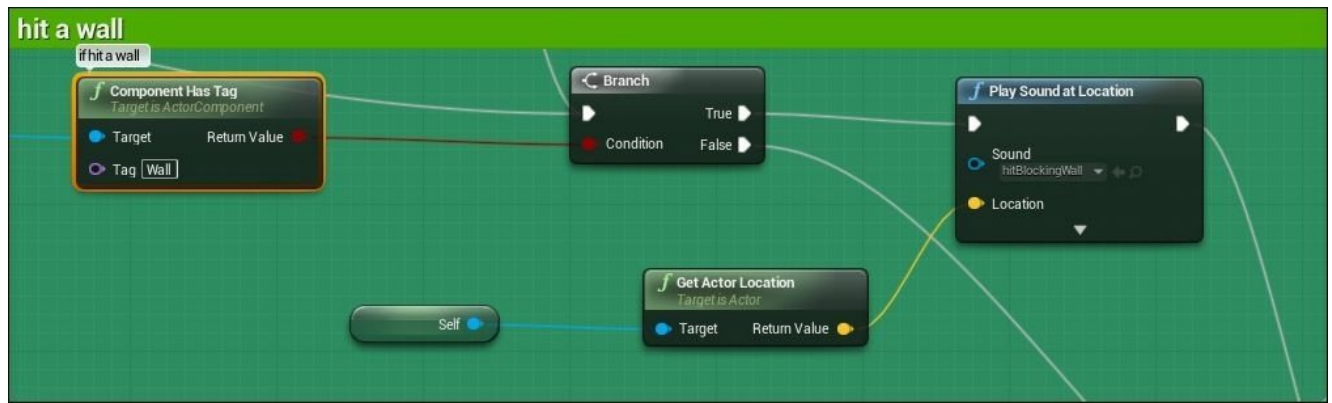 hit a wall
if hit a wall
f Component Has Tag
Target is ActorComponent
Target Return Value
Tag Wall
Branch
True
Condition False
f Play Sound at Location
Sound
hitBlockingWall
Location
f Get Actor Location
Target is Actor
Self
Target Return Value